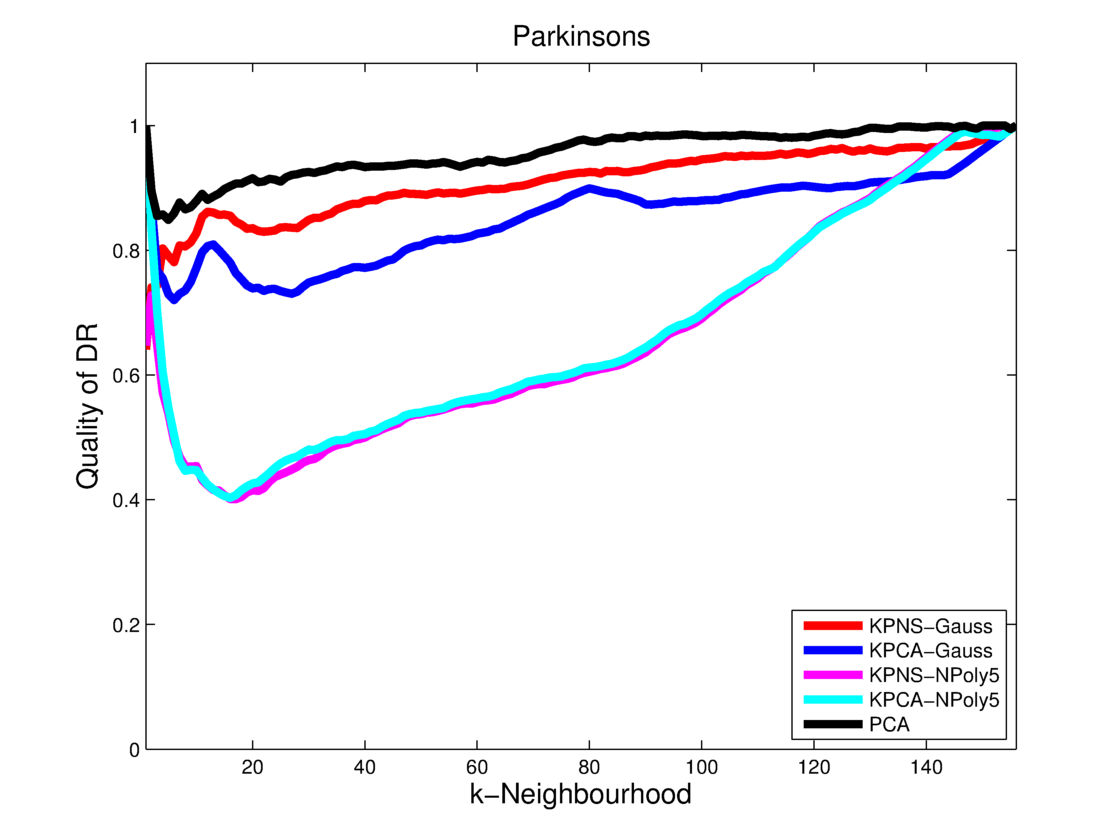 Parkinsons
Quality of DR
1
0.8
0.6
0.4
0.2
0
20 40 60 80 100 120 140
k−Neighbourhood
KPNS−Gauss
KPCA−Gauss
KPNS−NPoly5
KPCA−NPoly5
PCA